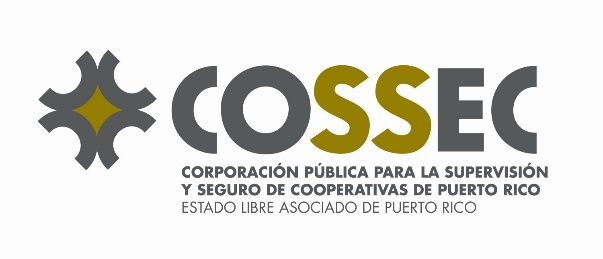 COSSEC
CORPORACIÓN PÚBLICA PARA LA SUPERVISIÓN
Y SEGURO DE COOPERATIVAS DE PUERTO RICO
ESTADO LIBRE ASOCIADO DE PUERTO RICO